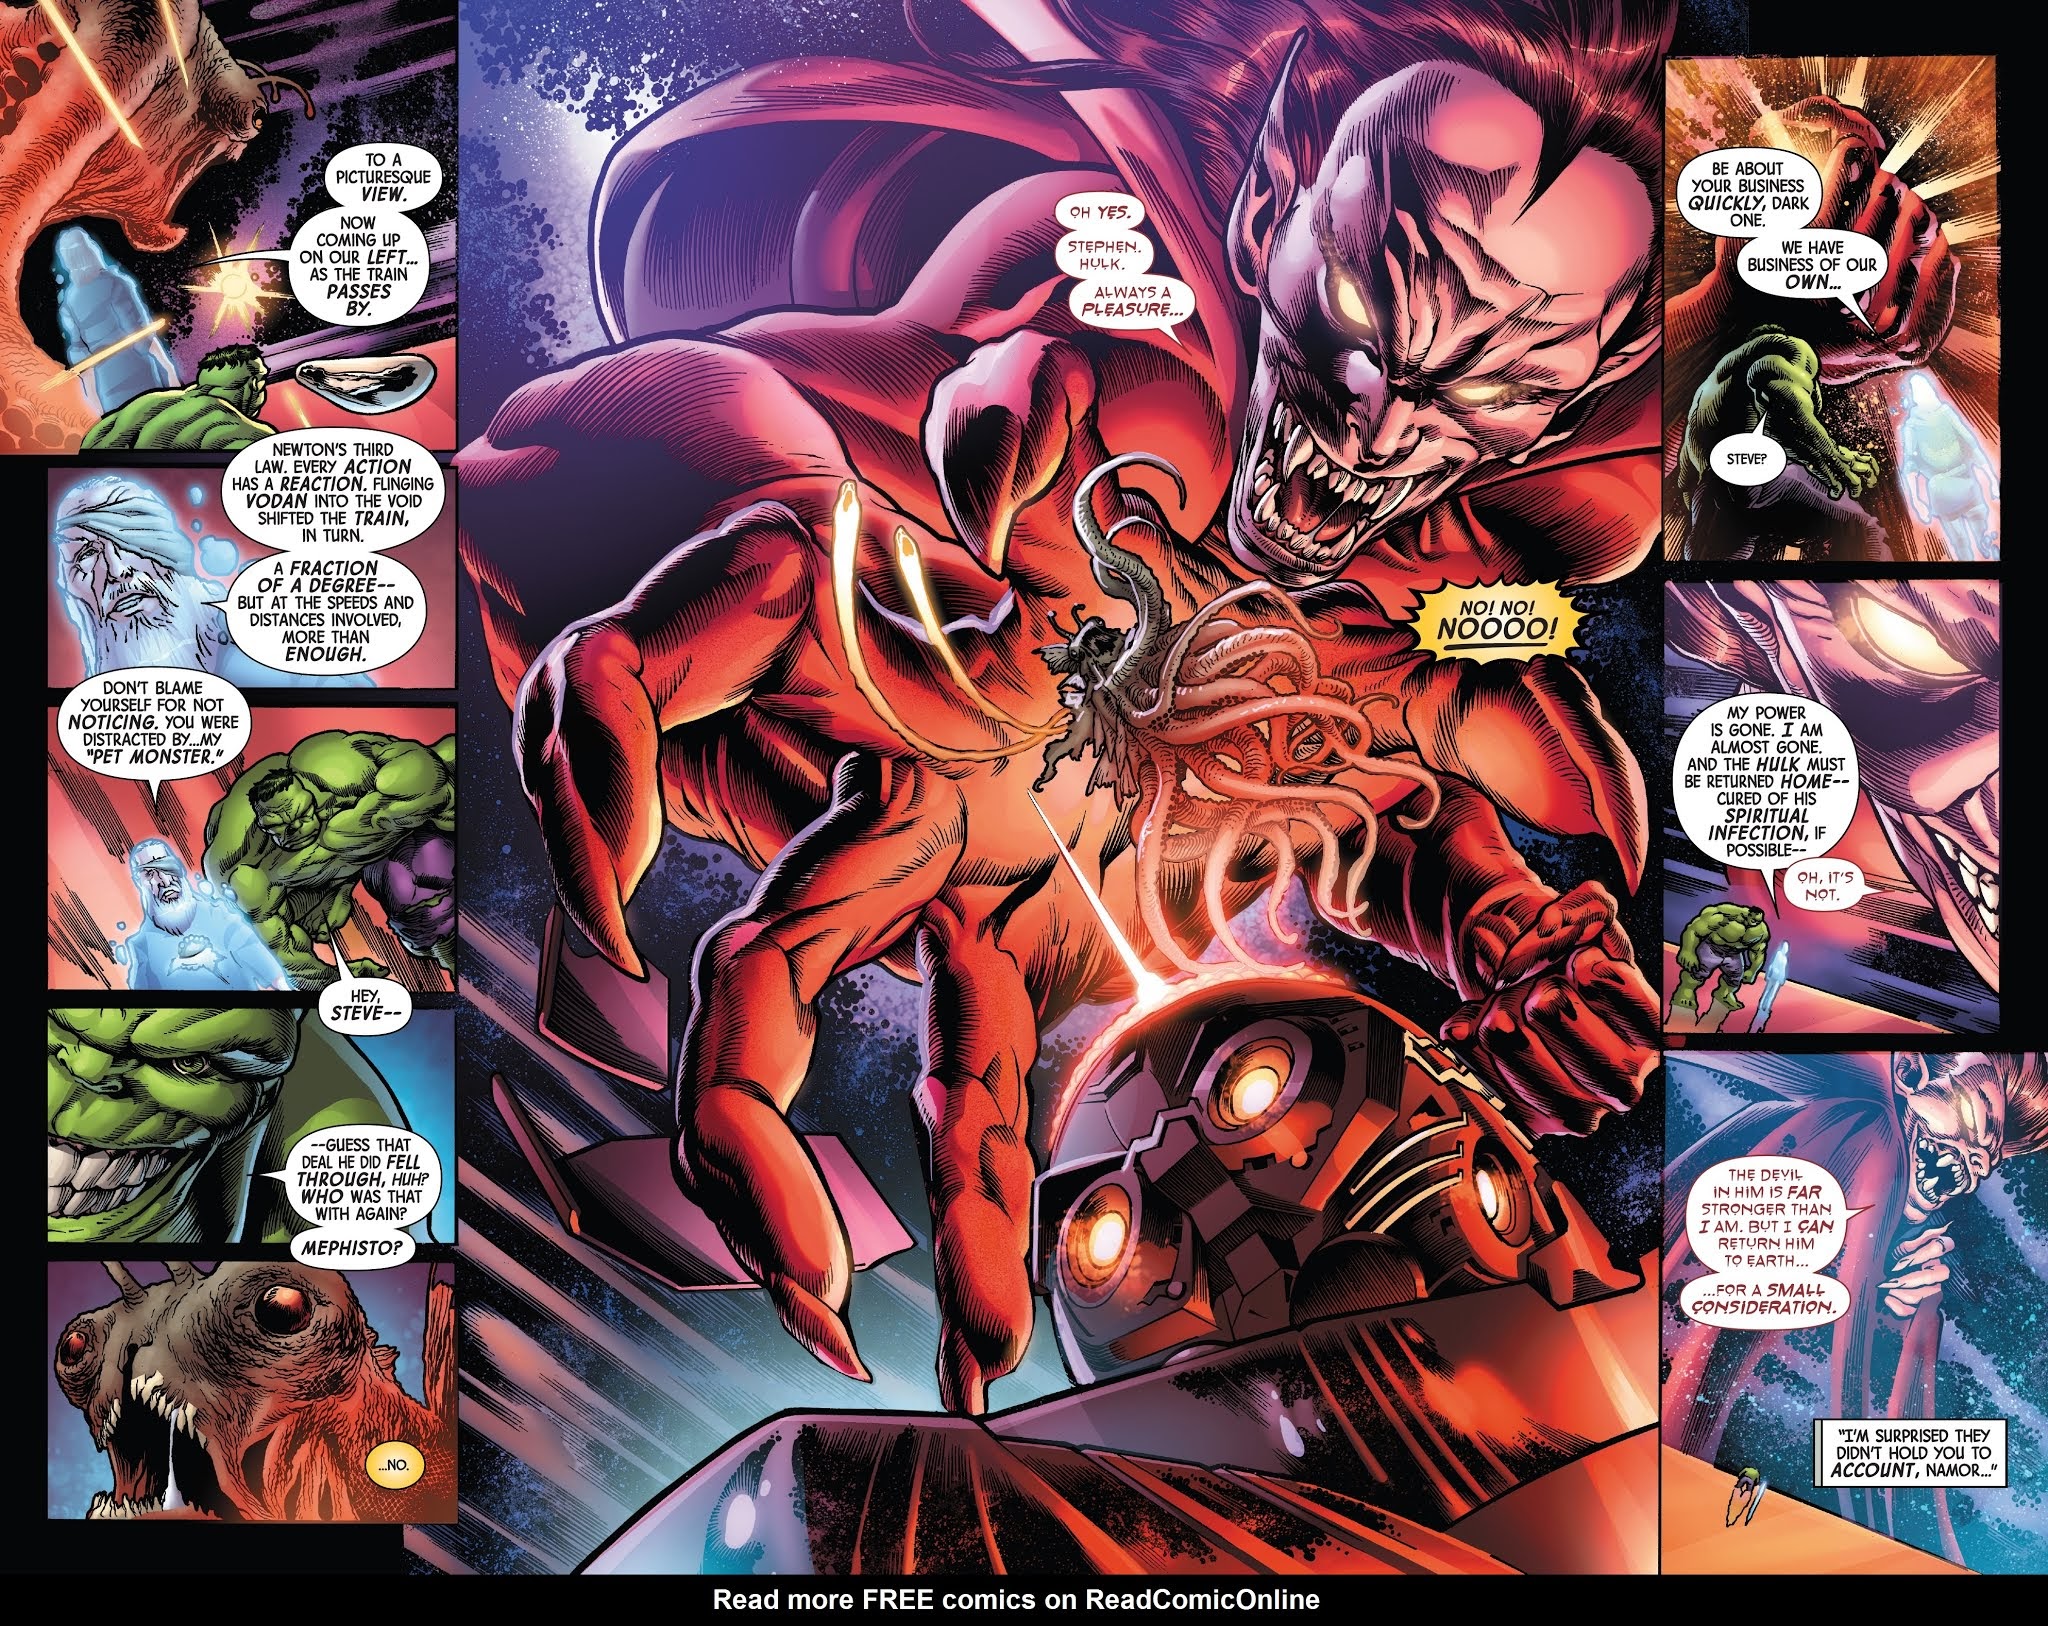 TO A
PICTURESQUE
VIEW.
NOW
COMING UP
ON OUR LEFT...
AS THE TRAIN
PASSES
BY.
NEWTON'S THIRD
LAW. EVERY ACTION
HAS A REACTION. FLINGING
VODAN INTO THE VOID
SHIFTED THE TRAIN,
IN TURN.
A FRACTION
OF A DEGREE--
BUT AT THE SPEEDS AND
DISTANCES INVOLVED,
MORE THAN
ENOUGH.
DON'T BLAME
YOURSELF FOR NOT
NOTICING. YOU WERE
DISTRACTED BY...MY
"PET MONSTER."
HEY,
STEVE--
--GUESS THAT
DEAL HE DID FELL
THROUGH, HUH?
WHO WAS THAT
WITH AGAIN?
MEPHISTO?
...NO.
OH YES.
STEPHEN.
HULK.
ALWAYS A
PLEASURE...
NO! NO!
NOOOO!
BE ABOUT
YOUR BUSINESS
QUICKLY, DARK
ONE.
WE HAVE
BUSINESS OF OUR
OWN...
STEVE?
MY POWER
IS GONE. I AM
ALMOST GONE.
AND THE HULK MUST
BE RETURNED HOME--
CURED OF HIS
SPIRITUAL
INFECTION, IF
POSSIBLE--
OH, IT'S
NOT.
THE DEVIL
IN HIM IS FAR
STRONGER THAN
I AM. BUT I CAN
RETURN HIM
TO EARTH...
...FOR A SMALL
CONSIDERATION.
"I'M SURPRISED THEY
DIDN'T HOLD YOU TO
ACCOUNT, NAMOR..."
Read more FREE comics on ReadComicOnline